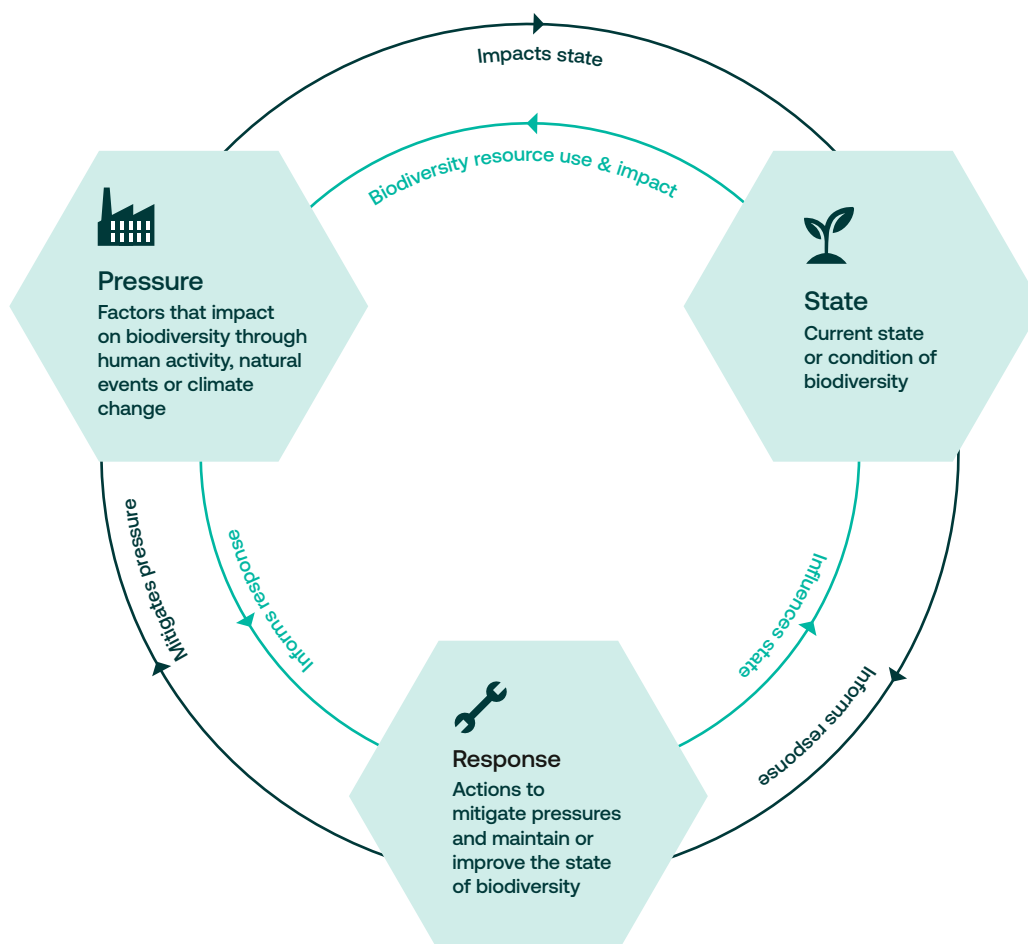 Impacts state
Biodiversity resource use & impact
Pressure
Factors that impact
on biodiversity through
human activity, natural
events or climate
change
State
Current state
or condition of
biodiversity
Mitigates pressure
Informs response
Influences state
Informs response
Response
Actions to
mitigate pressures
and maintain or
improve the state
of biodiversity